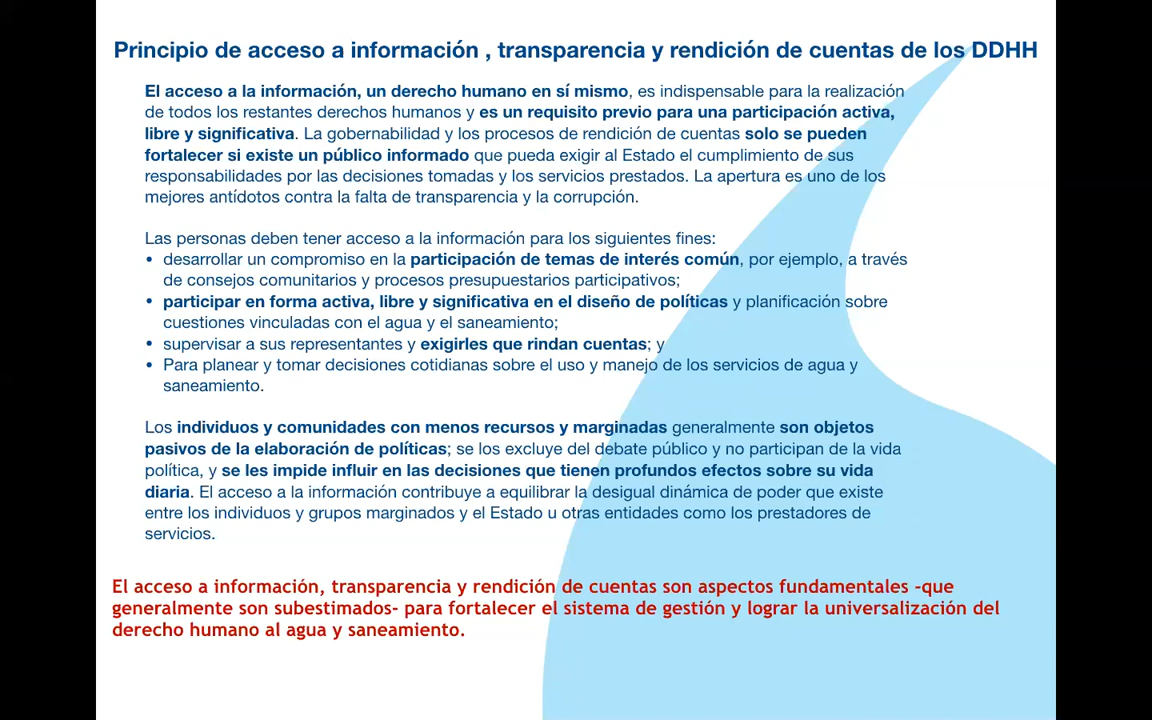 Principio de acceso a información , transparencia y rendición de cuentas de los DDHH
El acceso a la información, un derecho humano en sí mismo, es indispensable para la realización
de todos los restantes derechos humanos y es un requisito previo para una participación activa,
libre y significativa. La gobernabilidad y los procesos de rendición de cuentas solo se pueden
fortalecer si existe un público informado que pueda exigir al Estado el cumplimiento de sus
responsabilidades por las decisiones tomadas y los servicios prestados. La apertura es uno de los
mejores antídotos contra la falta de transparencia y la corrupción.
Las personas deben tener acceso a la información para los siguientes fines:
• desarrollar un compromiso en la participación de temas de interés común, por ejemplo, a través
de consejos comunitarios y procesos presupuestarios participativos;
• participar en forma activa, libre y significativa en el diseño de políticas y planificación sobre
cuestiones vinculadas con el agua y el saneamiento;
• supervisar a sus representantes y exigirles que rindan cuentas; y
• Para planear y tomar decisiones cotidianas sobre el uso y manejo de los servicios de agua y
saneamiento.
Los individuos y comunidades con menos recursos y marginadas generalmente son objetos
pasivos de la elaboración de políticas; se los excluye del debate público y no participan de la vida
política, y se les impide influir en las decisiones que tienen profundos efectos sobre su vida
diaria. El acceso a la información contribuye a equilibrar la desigual dinámica de poder que existe
entre los individuos y grupos marginados y el Estado u otras entidades como los prestadores de
servicios.
El acceso a información, transparencia y rendición de cuentas son aspectos fundamentales -que
generalmente son subestimados- para fortalecer el sistema de gestión y lograr la universalización del
derecho humano al agua y saneamiento.